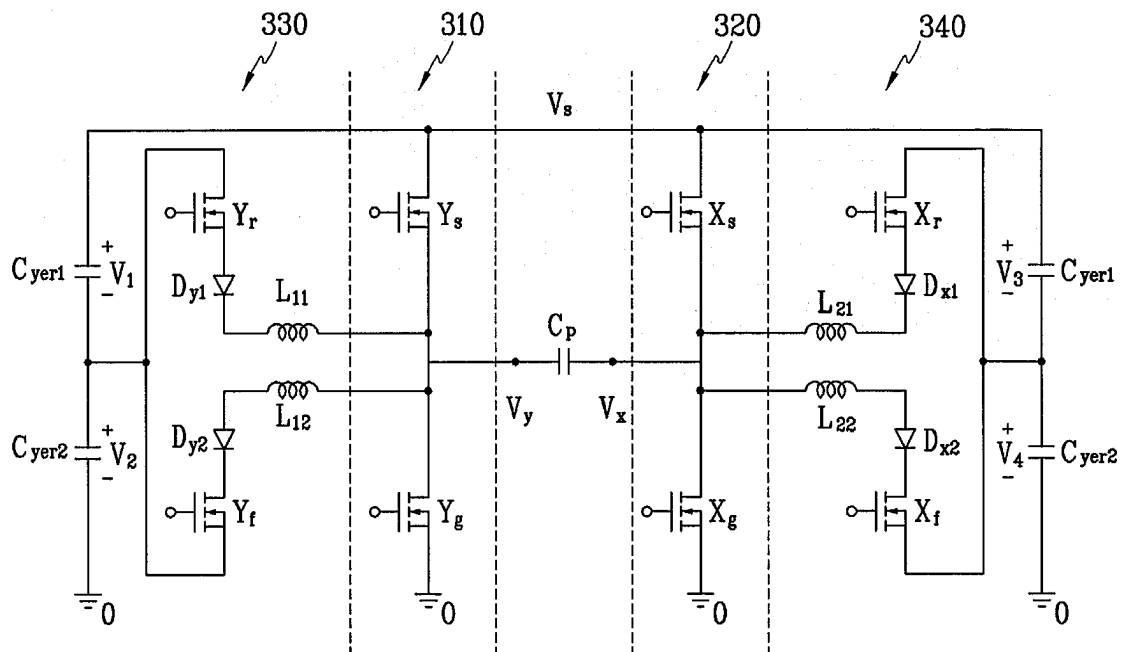 330
310
320
340
Vs
Yr
Ys
Xs
Xr
Cyer1
+
V1
−
Dy1
L11
Cp
L21
Dx1
+
V3
−
Cyer1
L12
Vy
Vx
L22
Cyer2
+
V2
−
Dy2
Dx2
+
V4
−
Cyer2
Yf
Yg
Xg
Xf
0
0
0
0